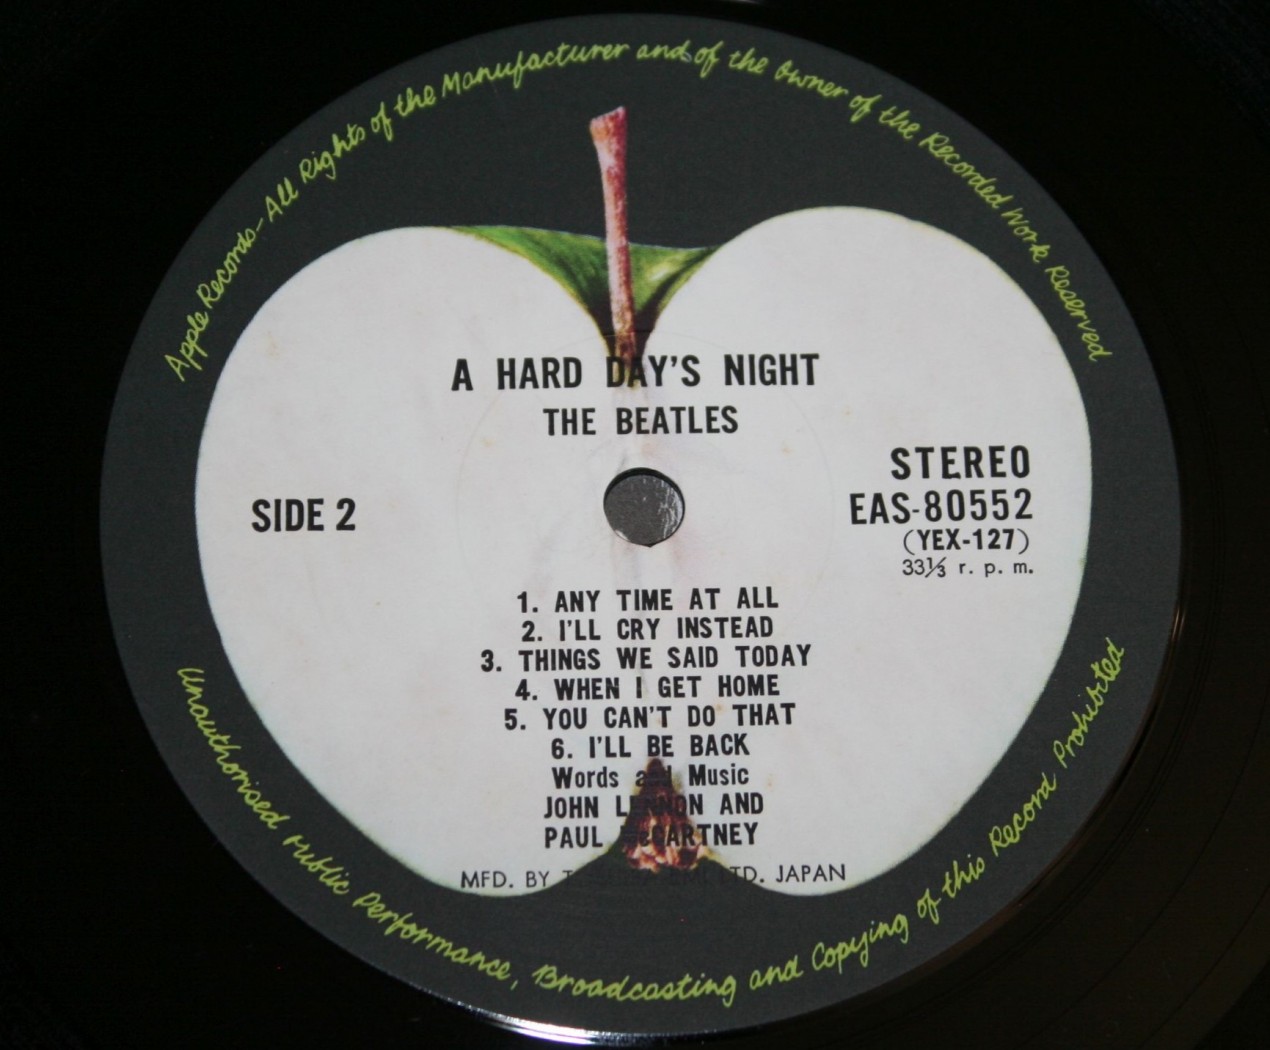 Apple Records-All Rights of the Manufacturer and of the Owner of the Recorded Work Reserved
A HARD DAY'S NIGHT
THE BEATLES
SIDE 2
STEREO
EAS-80552
(YEX-127)
33⅓ r. p. m.
1. ANY TIME AT ALL
2. I'LL CRY INSTEAD
3. THINGS WE SAID TODAY
4. WHEN I GET HOME
5. YOU CAN'T DO THAT
6. I'LL BE BACK
Words and Music
JOHN LENNON AND
PAUL McCARTNEY
MFD. BY EMI LTD. JAPAN
Unauthorised Public Performance, Broadcasting and Copying of this Record Prohibited